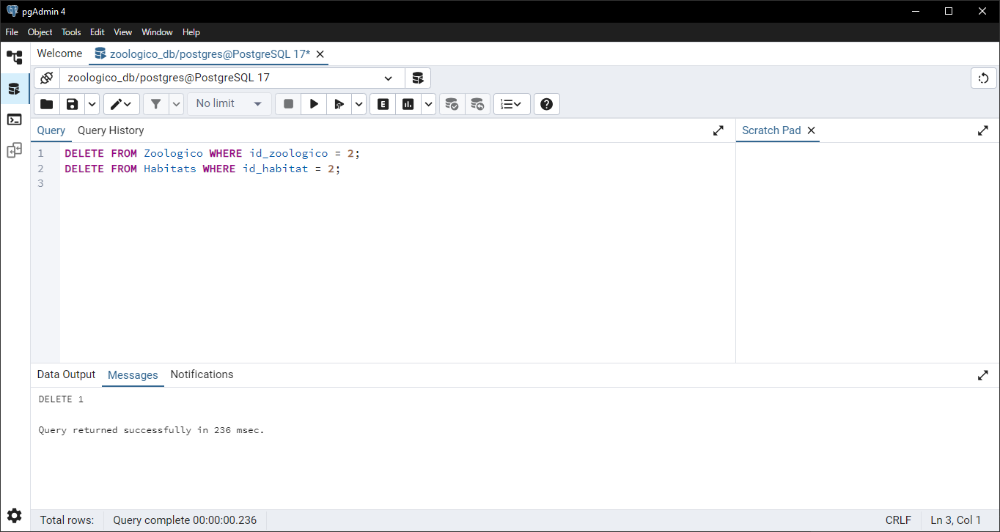 pgAdmin 4
File Object Tools Edit View Window Help
Welcome zoologico_db/postgres@PostgreSQL 17*
zoologico_db/postgres@PostgreSQL 17
No limit
E
Query Query History
Scratch Pad
1 DELETE FROM Zoologico WHERE id_zoologico = 2;
2 DELETE FROM Habitats WHERE id_habitat = 2;
3
Data Output Messages Notifications
DELETE 1
Query returned successfully in 236 msec.
Total rows: Query complete 00:00:00.236 CRLF Ln 3, Col 1